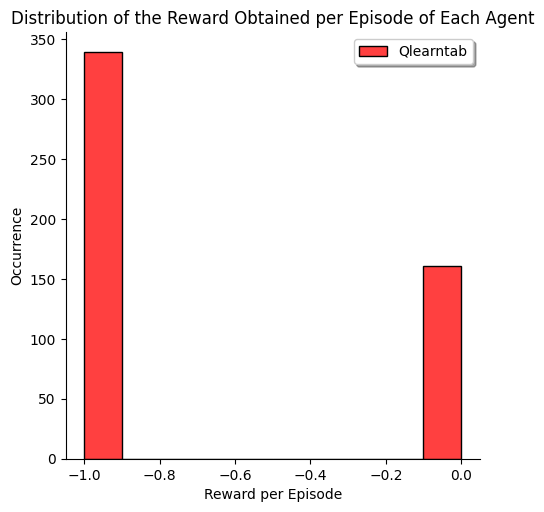 Distribution of the Reward Obtained per Episode of Each Agent
Qlearntab
350
300
250
200
150
100
50
0
Occurrence
−1.0 −0.8 −0.6 −0.4 −0.2 0.0
Reward per Episode